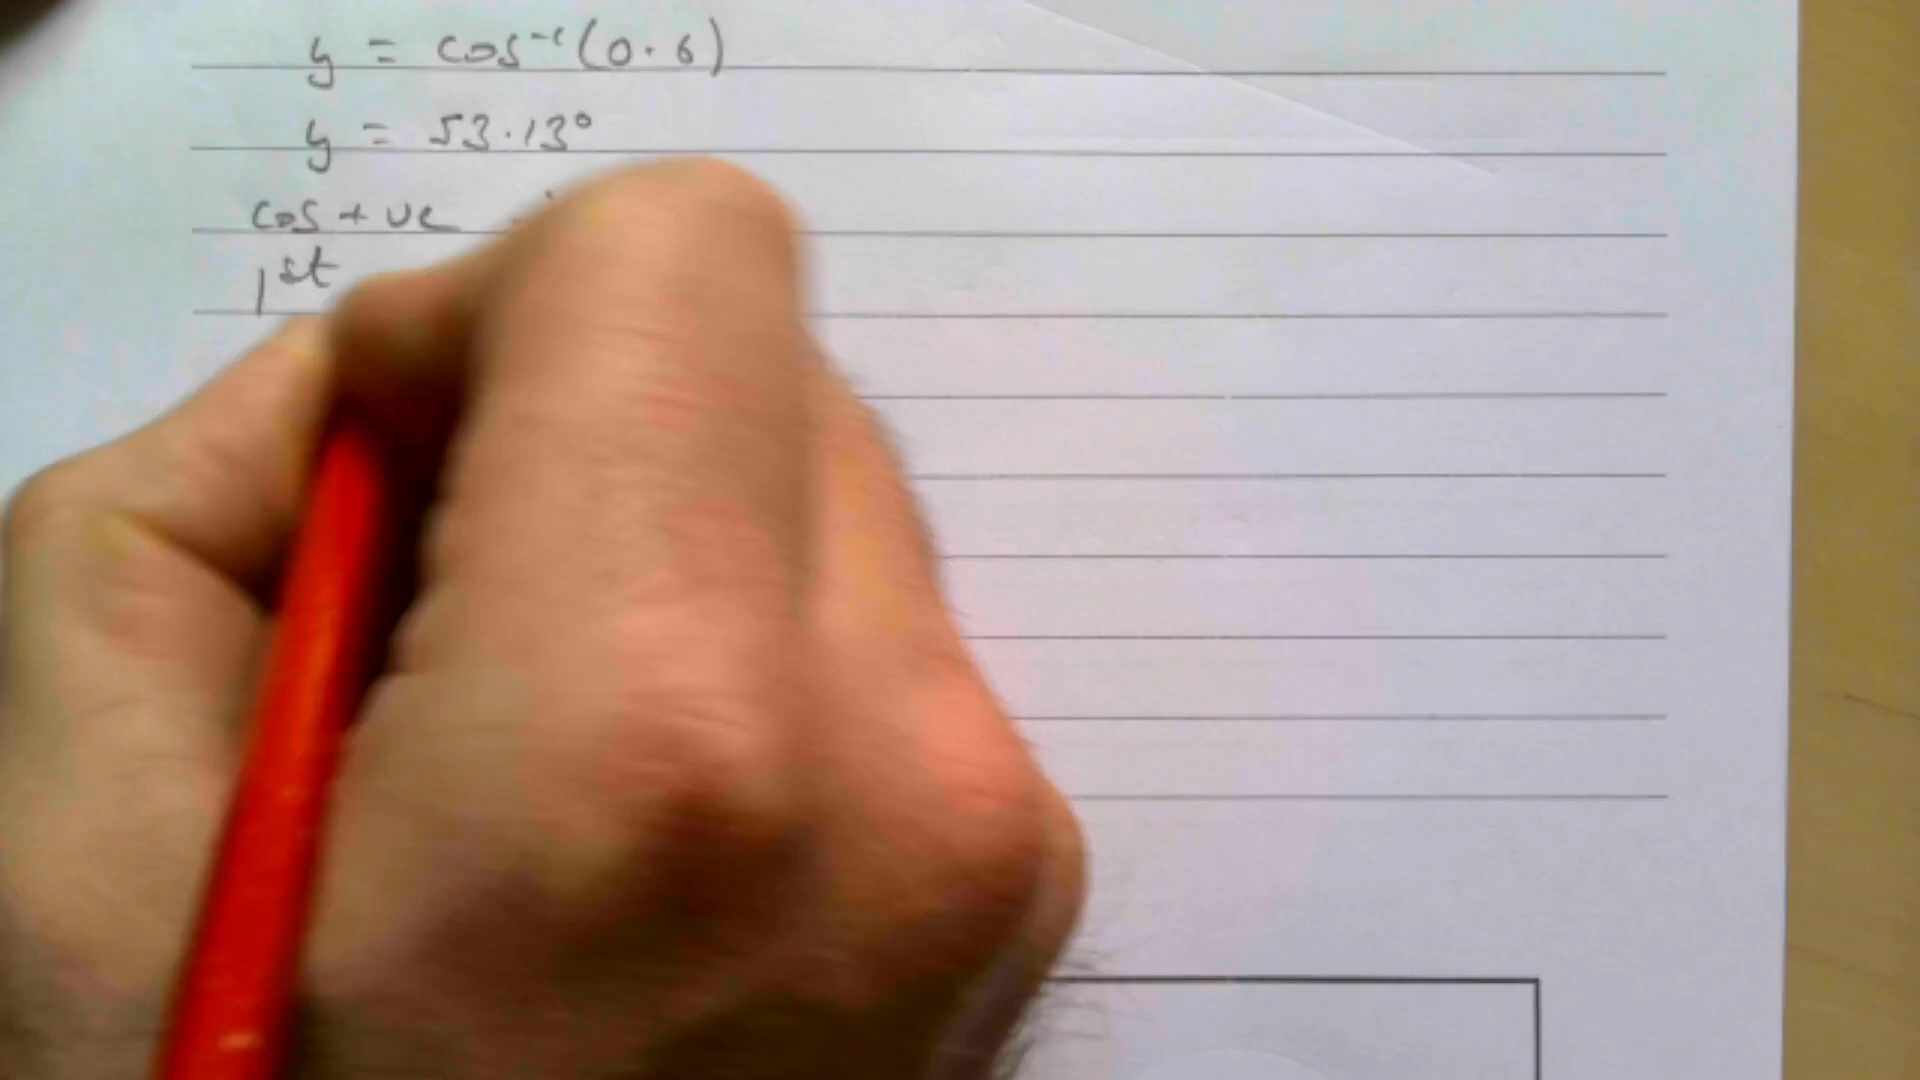 y = cos⁻¹(0.6)
y = 53.13°
cos +ve
1st